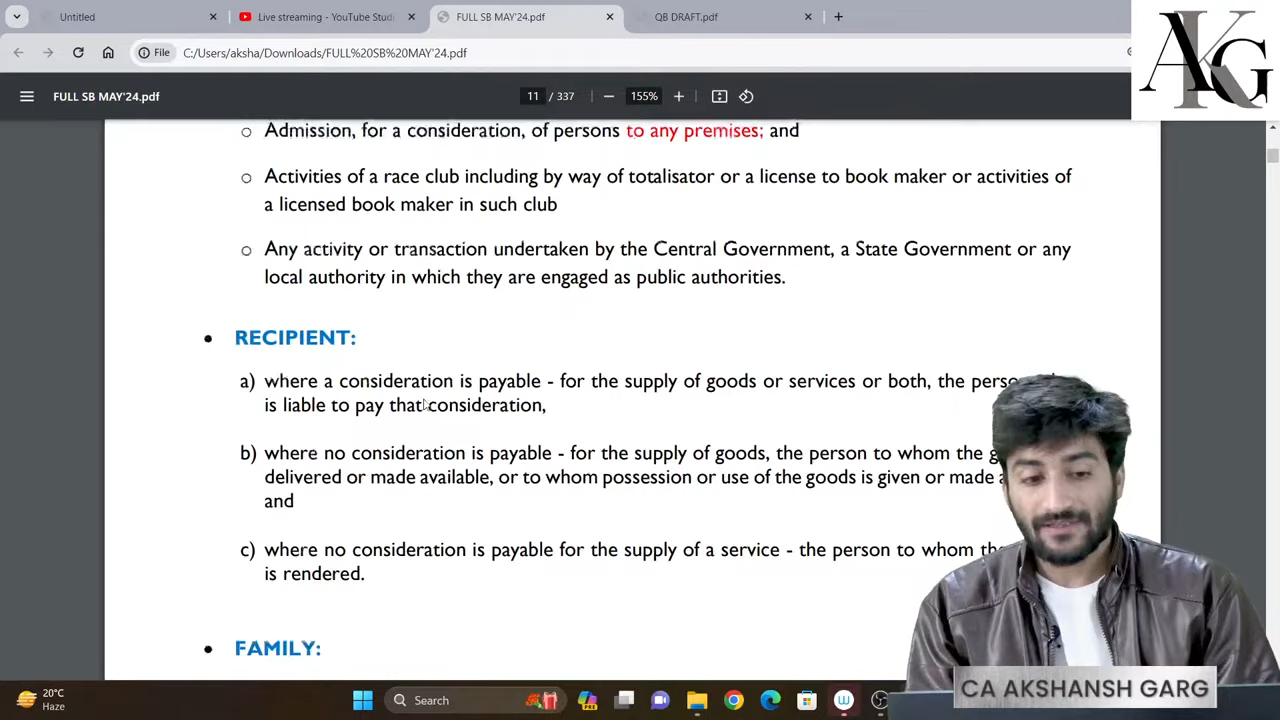 Untitled
Live streaming - YouTube Studi
FULL SB MAY'24.pdf
QB DRAFT.pdf
File
C:/Users/aksha/Downloads/FULL%20SB%20MAY'24.pdf
AKG
FULL SB MAY'24.pdf
11 / 337
155%
Admission, for a consideration, of persons to any premises; and
Activities of a race club including by way of totalisator or a license to book maker or activities of
a licensed book maker in such club
Any activity or transaction undertaken by the Central Government, a State Government or any
local authority in which they are engaged as public authorities.
RECIPIENT:
a) where a consideration is payable - for the supply of goods or services or both, the person
is liable to pay that consideration,
b) where no consideration is payable - for the supply of goods, the person to whom the
delivered or made available, or to whom possession or use of the goods is given or made
and
c) where no consideration is payable for the supply of a service - the person to whom
is rendered.
FAMILY:
CA AKSHANSH GARG
20°C
Haze
Search